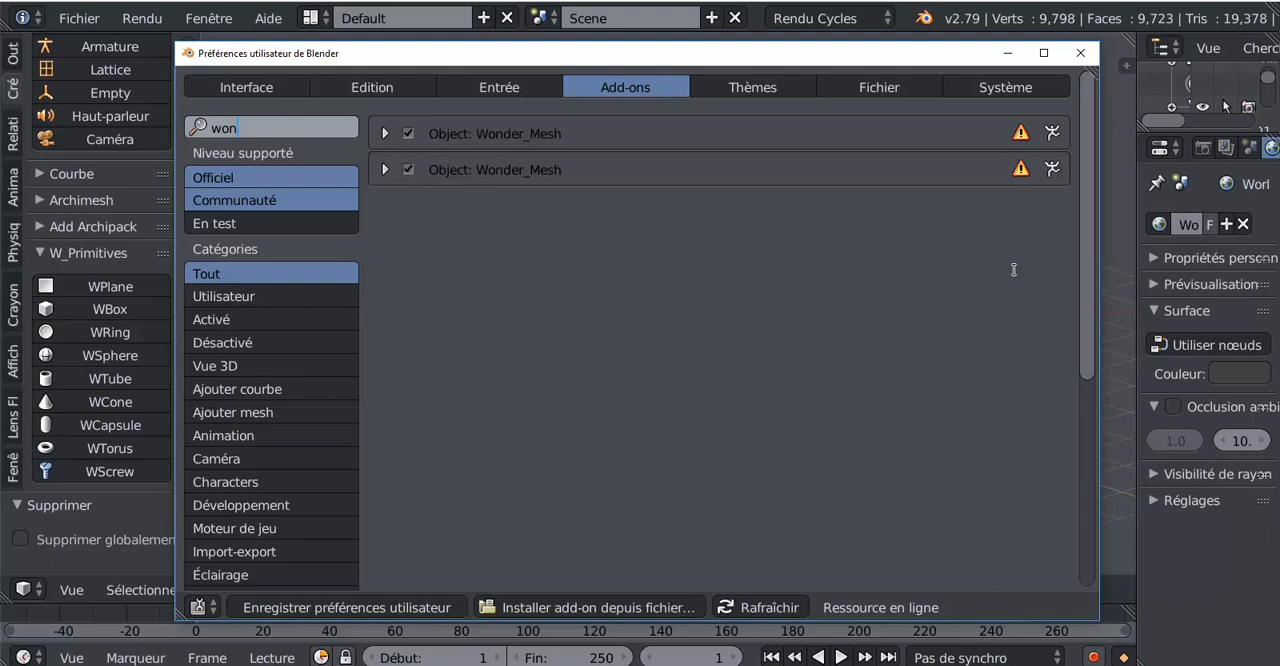 Fichier Rendu Fenêtre Aide Default Scene Rendu Cycles v2.79 | Verts : 9,798 | Faces : 9,723 | Tris : 19,378
Préférences utilisateur de Blender
Interface Edition Entrée Add-ons Thèmes Fichier Système
won
Niveau supporté
Officiel
Communauté
En test
Catégories
Tout
Utilisateur
Activé
Désactivé
Vue 3D
Ajouter courbe
Ajouter mesh
Animation
Caméra
Characters
Développement
Moteur de jeu
Import-export
Éclairage
Object: Wonder_Mesh
Object: Wonder_Mesh
Enregistrer préférences utilisateur Installer add-on depuis fichier... Rafraîchir Ressource en ligne
Out
Cré
Relati
Anima
Physiq
Crayon
Affich
Lens Fl
Fenê
Armature
Lattice
Empty
Haut-parleur
Caméra
Courbe
Archimesh
Add Archipack
W_Primitives
WPlane
WBox
WRing
WSphere
WTube
WCone
WCapsule
WTorus
WScrew
Supprimer
Supprimer globalemen
Vue Sélectionne
Vue Cherc
Worl
Wo F
Propriétés personn
Prévisualisation
Surface
Utiliser nœuds
Couleur:
Occlusion ambi
1.0 10.
Visibilité de rayon
Réglages
-40 -20 0 20 40 60 80 100 120 140 160 180 200 220 240 260
Vue Marqueur Frame Lecture Début: 1 Fin: 250 1 Pas de synchro